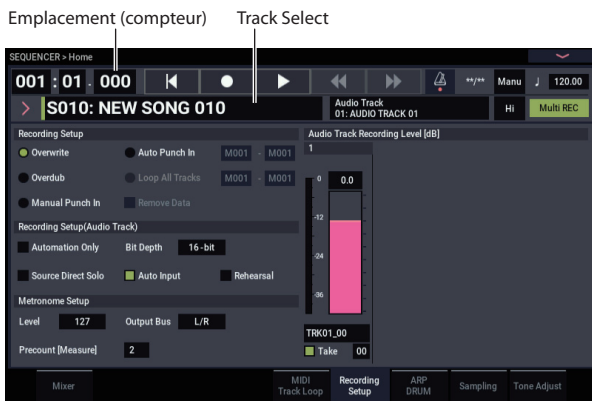 Emplacement (compteur) Track Select
SEQUENCER > Home
001 : 01 . 000 **/** Manu ♩ 120.00
S010: NEW SONG 010 Audio Track Hi Multi REC
01: AUDIO TRACK 01
Recording Setup
Overwrite Auto Punch In M001 - M001
Overdub Loop All Tracks M001 - M001
Manual Punch In Remove Data
Recording Setup(Audio Track)
Automation Only Bit Depth 16-bit
Source Direct Solo Auto Input Rehearsal
Metronome Setup
Level 127 Output Bus L/R
Precount [Measure] 2
Audio Track Recording Level [dB]
1
0 0.0
-12
-24
-36
TRK01_00
Take 00
Mixer MIDI Track Loop Recording Setup ARP DRUM Sampling Tone Adjust